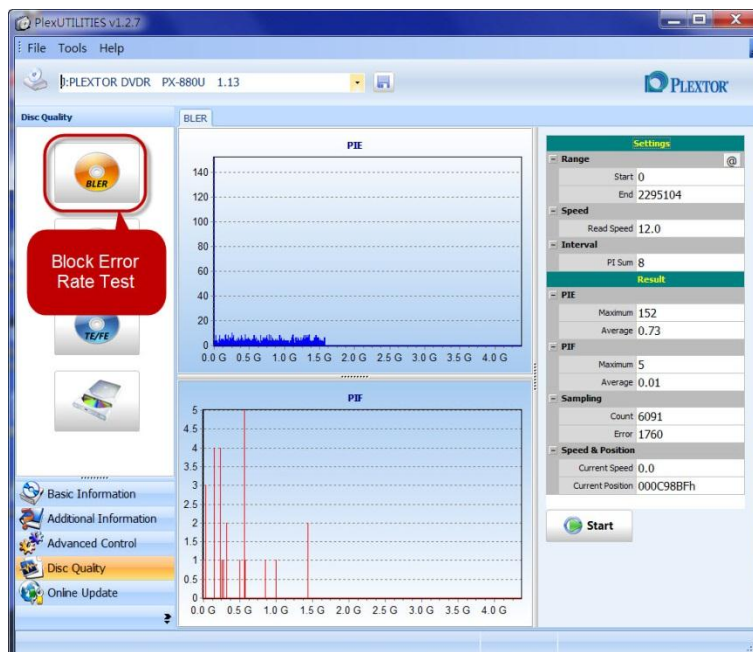 PlexUTILITIES v1.2.7
File Tools Help
):PLEXTOR DVDR PX-880U 1.13
PLEXTOR
Disc Quality
BLER
BLER
Block Error
Rate Test
TE/FE
Basic Information
Additional Information
Advanced Control
Disc Quality
Online Update
PIE
140
120
100
80
60
40
20
0
0.0 G 0.5 G 1.0 G 1.5 G 2.0 G 2.5 G 3.0 G 3.5 G 4.0 G
PIF
5
4.5
4
3.5
3
2.5
2
1.5
1
0.5
0
0.0 G 0.5 G 1.0 G 1.5 G 2.0 G 2.5 G 3.0 G 3.5 G 4.0 G
Settings
Range @
Start 0
End 2295104
Speed
Read Speed 12.0
Interval
PI Sum 8
Result
PIE
Maximum 152
Average 0.73
PIF
Maximum 5
Average 0.01
Sampling
Count 6091
Error 1760
Speed & Position
Current Speed 0.0
Current Position 000C98BFh
Start